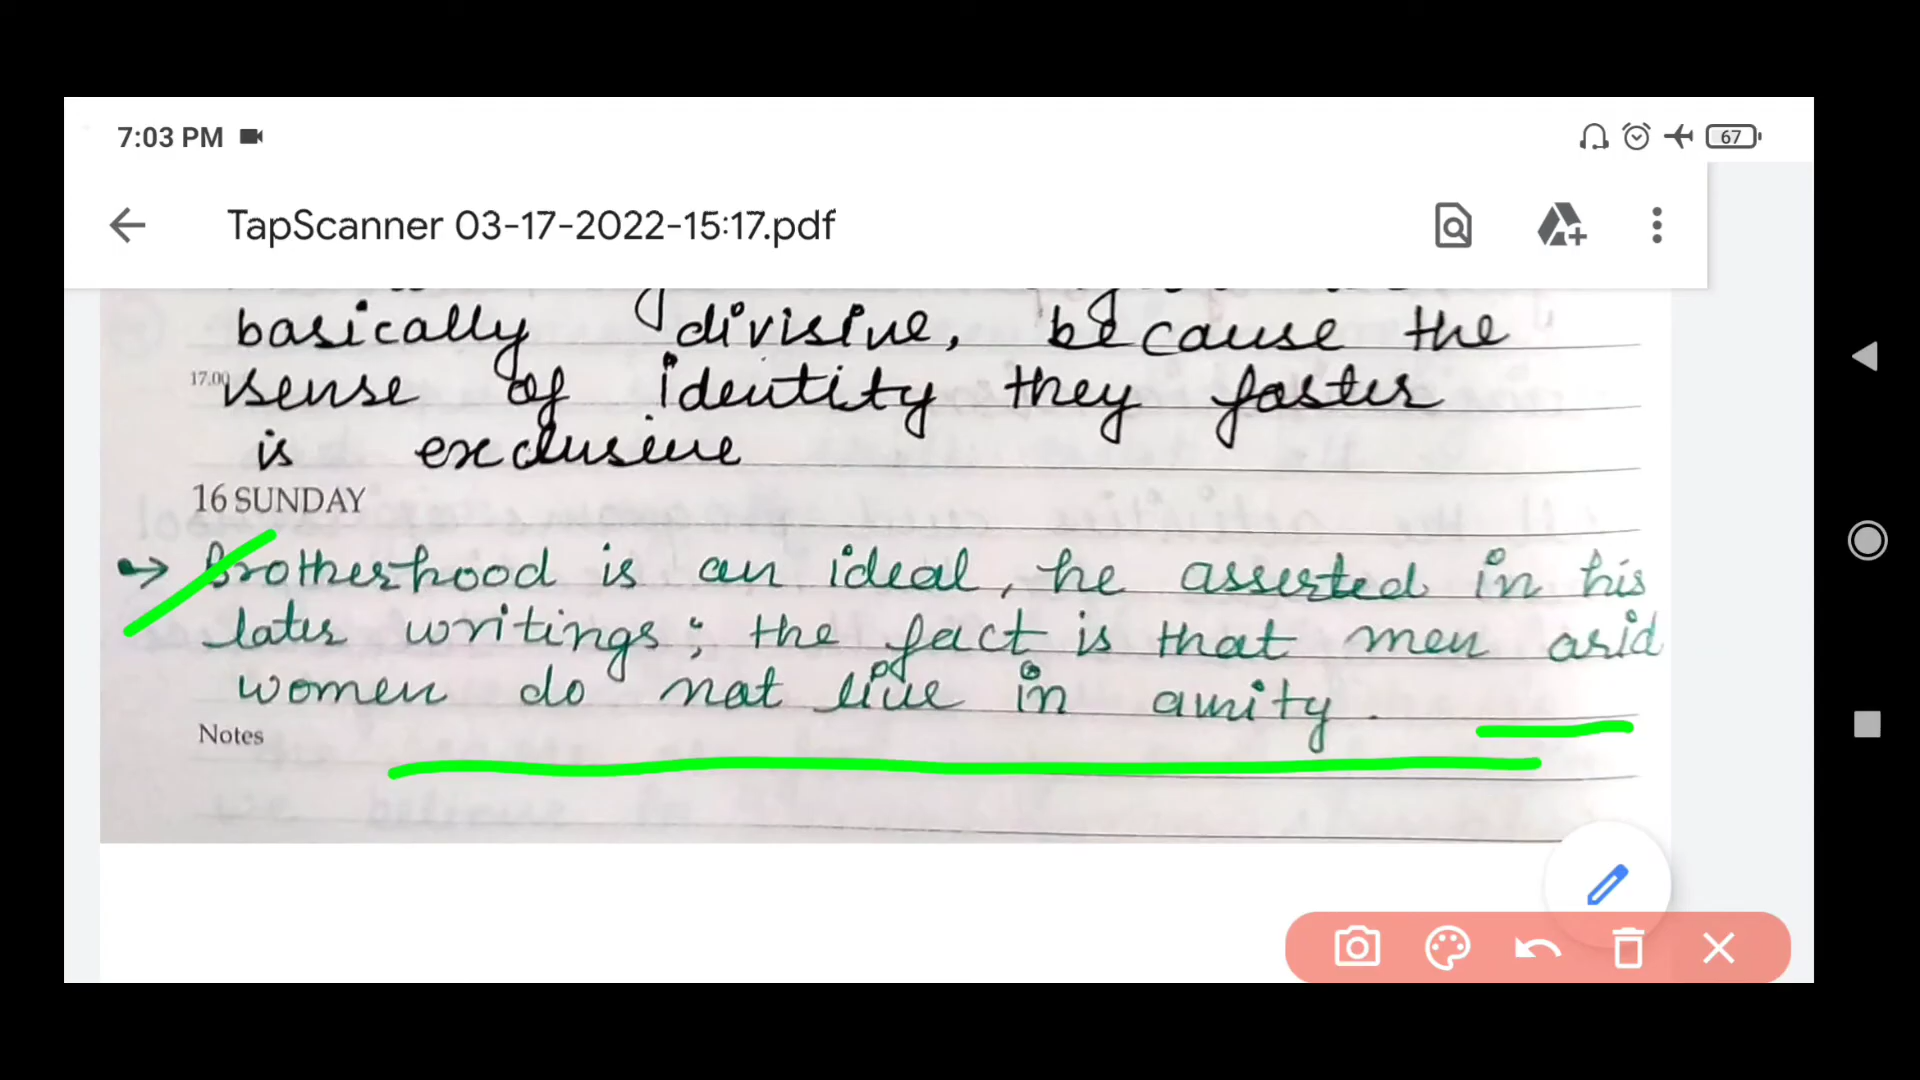 7:03 PM
67
TapScanner 03-17-2022-15:17.pdf
basically divisive, because the
17.00
sense of identity they foster
is exclusive
16 SUNDAY
→ Brotherhood is an ideal, he asserted in his
later writings; the fact is that men arid
women do not live in amity.
Notes